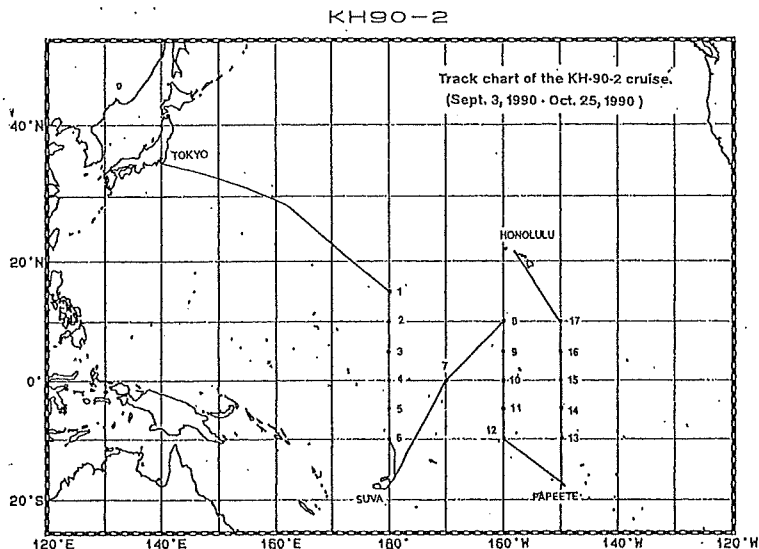 KH90-2
Track chart of the KH-90-2 cruise.
(Sept. 3, 1990 · Oct. 25, 1990 )
40°N
TOKYO
HONOLULU
20°N
1
2
8
17
3
9
16
7
0°
4
10
15
5
11
14
6
12
13
SUVA
PAPEETE
20°S
120°E
140°E
160°E
180°
160°W
140°W
120°W